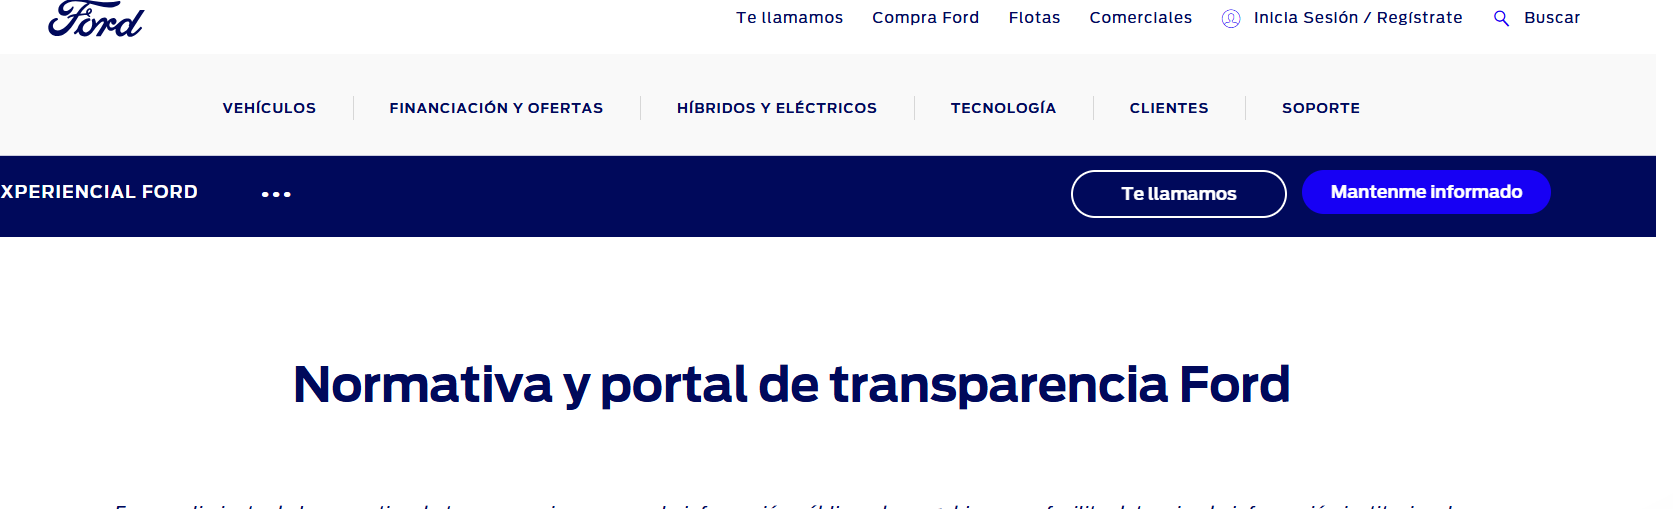 Ford
Te llamamos Compra Ford Flotas Comerciales Inicia Sesión / Regístrate Buscar
VEHÍCULOS FINANCIACIÓN Y OFERTAS HÍBRIDOS Y ELÉCTRICOS TECNOLOGÍA CLIENTES SOPORTE
XPERIENCIAL FORD ••• Te llamamos Mantenme informado
Normativa y portal de transparencia Ford